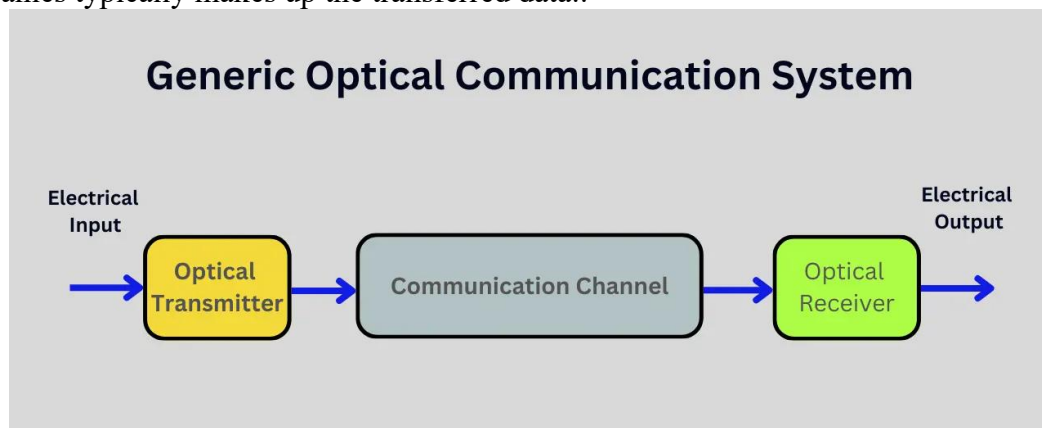 typically makes up the transferred data..
Generic Optical Communication System
Electrical
Input
Optical
Transmitter
Communication Channel
Optical
Receiver
Electrical
Output